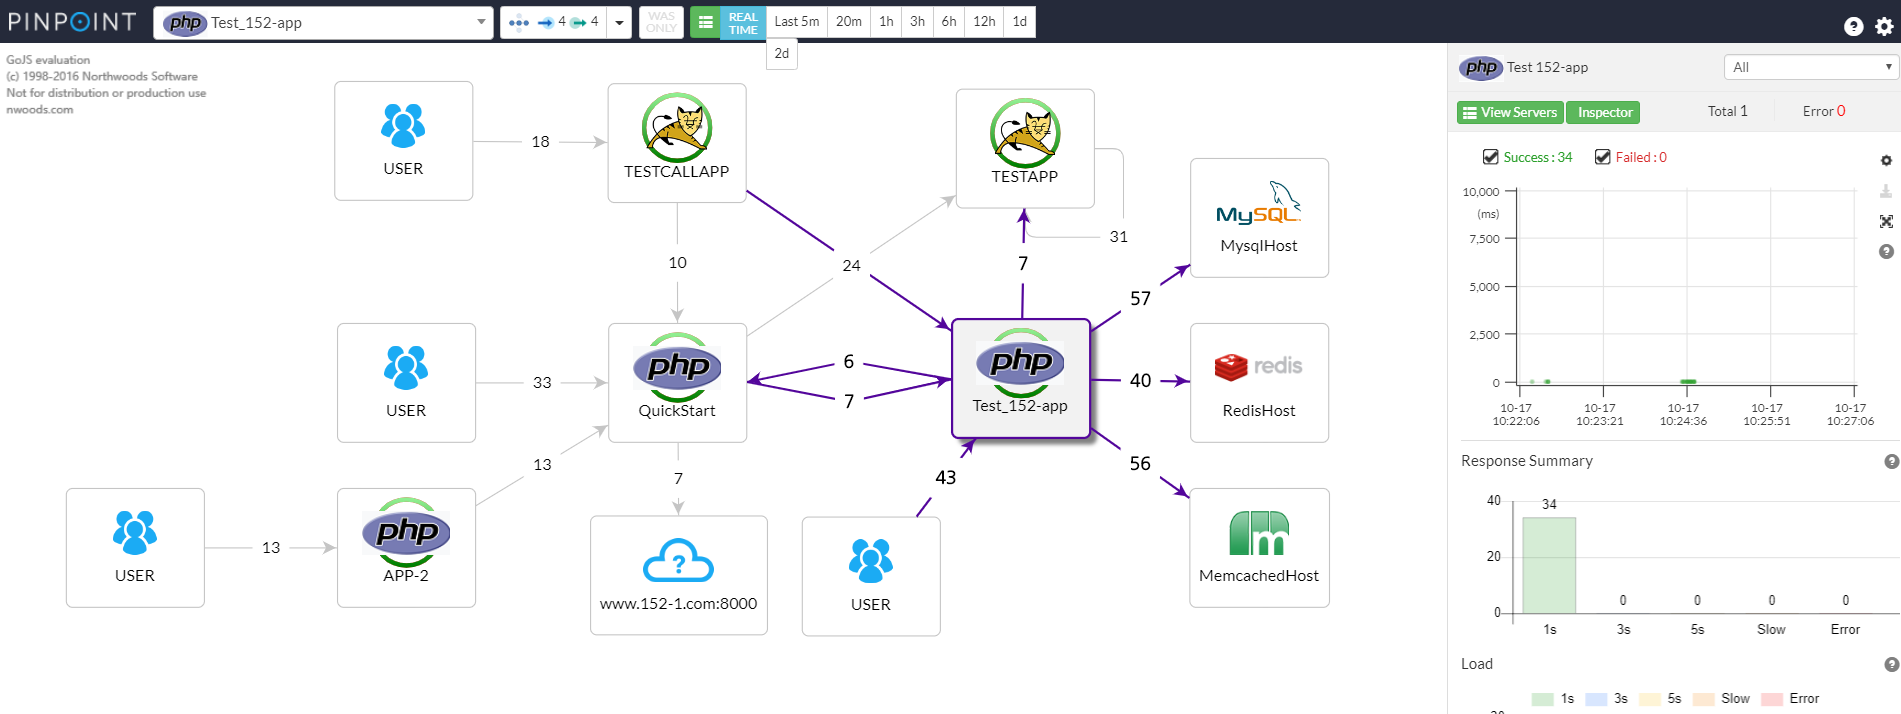 PINPOINT
php Test_152-app
4 4
WAS ONLY
REAL TIME
Last 5m 20m 1h 3h 6h 12h 1d
2d
GoJS evaluation
(c) 1998-2016 Northwoods Software
Not for distribution or production use
nwoods.com
USER
18
TESTCALLAPP
TESTAPP
31
10
24
7
MySQL
MysqlHost
57
USER
33
php
QuickStart
6
7
php
Test_152-app
40
redis
RedisHost
13
7
43
56
USER
13
php
APP-2
?
www.152-1.com:8000
USER
m
MemcachedHost
php Test 152-app
All
View Servers
Inspector
Total 1
Error 0
Success : 34
Failed : 0
10,000
(ms)
7,500
5,000
2,500
0
10-17 10-17 10-17 10-17 10-17
10:22:06 10:23:21 10:24:36 10:25:51 10:27:06
Response Summary
40
20
0
34 0 0 0 0
1s 3s 5s Slow Error
Load
1s 3s 5s Slow Error